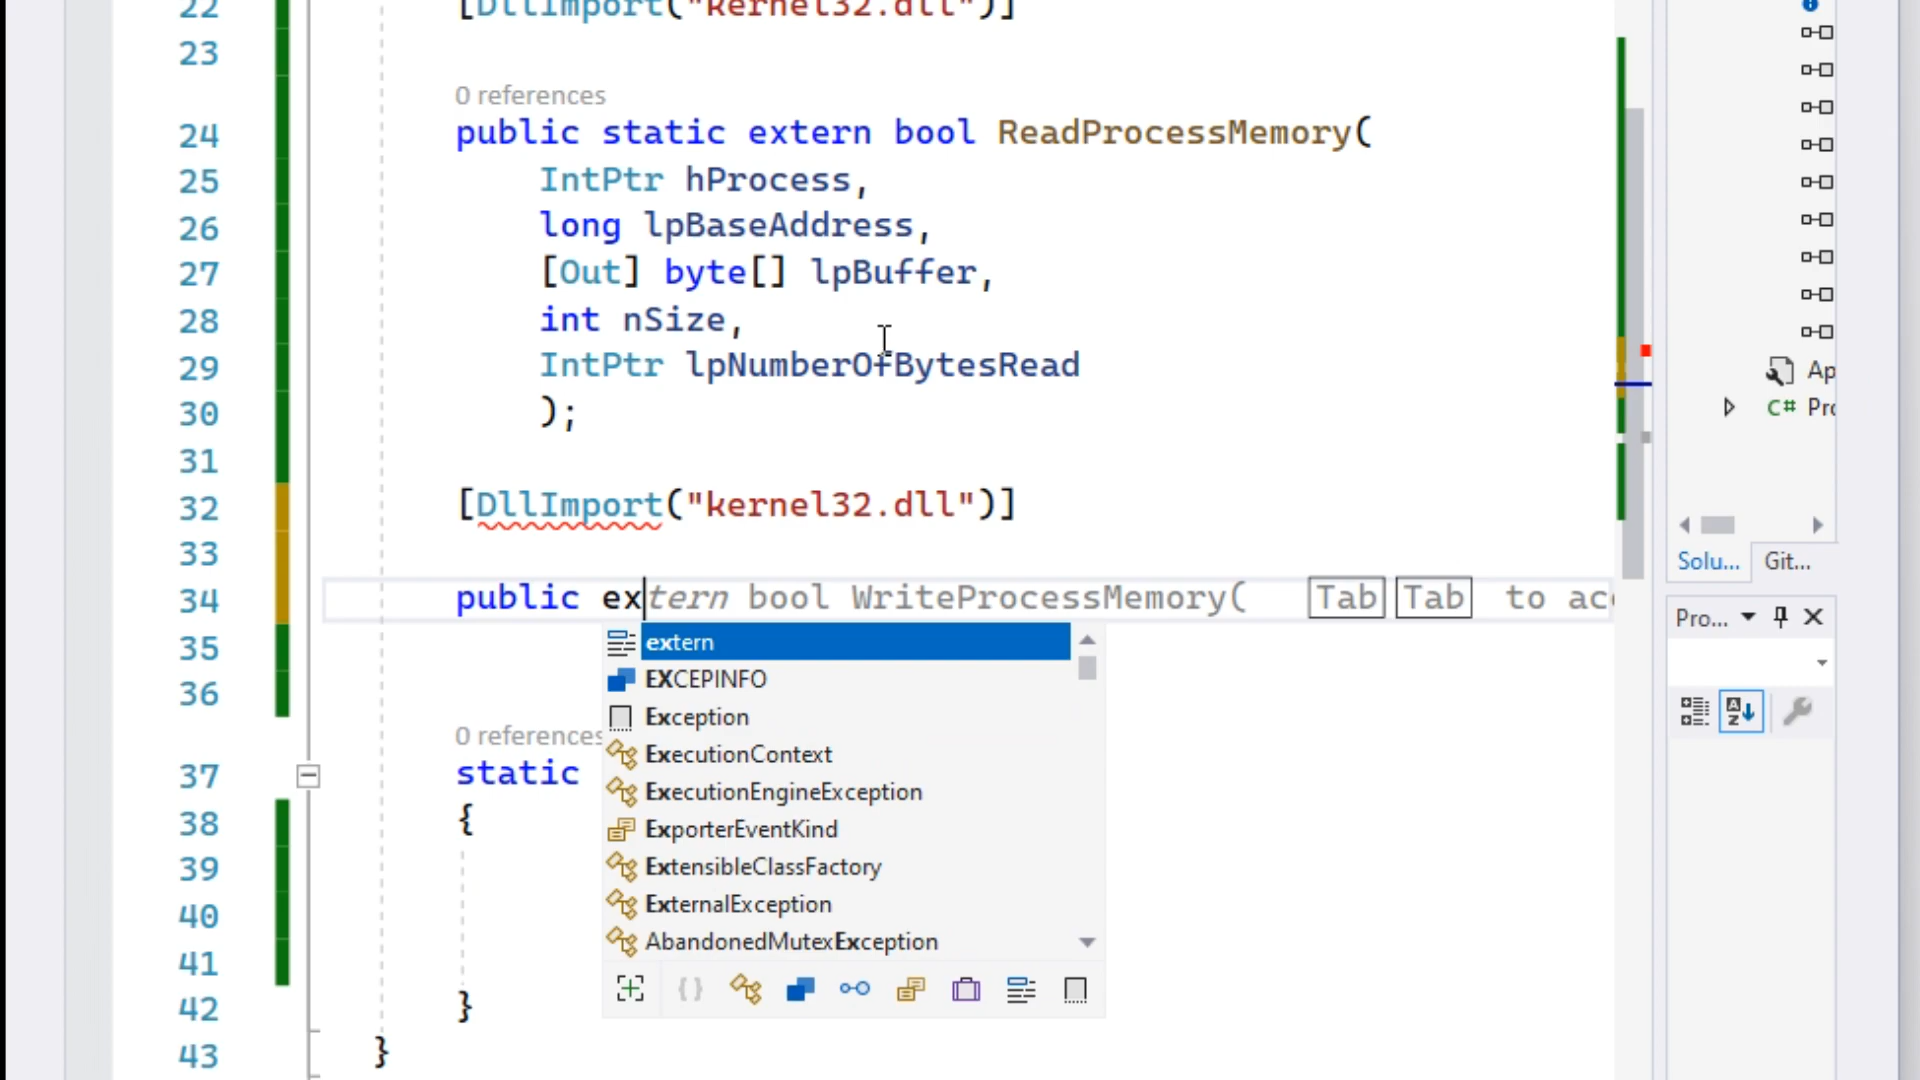 22 [DllImport("kernel32.dll")]
23
0 references
24 public static extern bool ReadProcessMemory(
25 IntPtr hProcess,
26 long lpBaseAddress,
27 [Out] byte[] lpBuffer,
28 int nSize,
29 IntPtr lpNumberOfBytesRead
30 );
31
32 [DllImport("kernel32.dll")]
33
34 public extern bool WriteProcessMemory( Tab Tab to acc
35
36
0 references
37 static
38 {
39
40
41
42 }
43 }
extern
EXCEPINFO
Exception
ExecutionContext
ExecutionEngineException
ExporterEventKind
ExtensibleClassFactory
ExternalException
AbandonedMutexException
Ap
C# Pro
Solu... Git...
Pro...